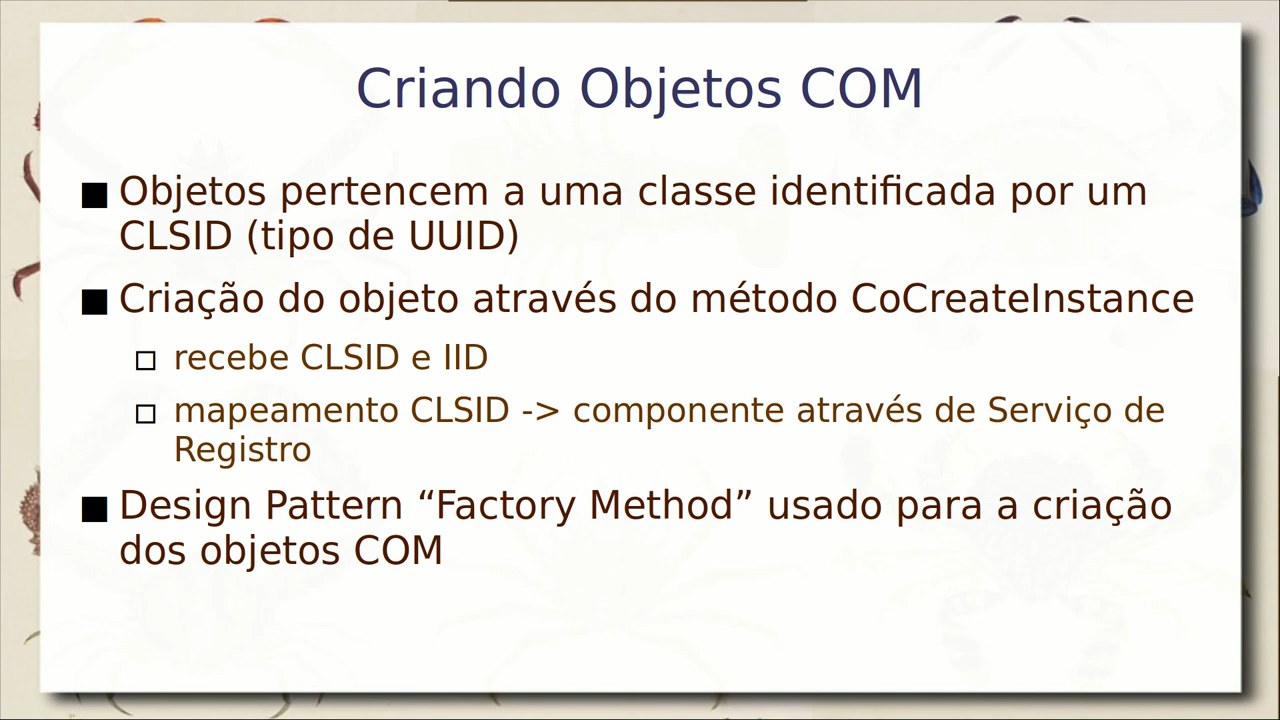 Criando Objetos COM
Objetos pertencem a uma classe identificada por um
CLSID (tipo de UUID)
Criação do objeto através do método CoCreateInstance
recebe CLSID e IID
mapeamento CLSID -> componente através de Serviço de
Registro
Design Pattern “Factory Method” usado para a criação
dos objetos COM